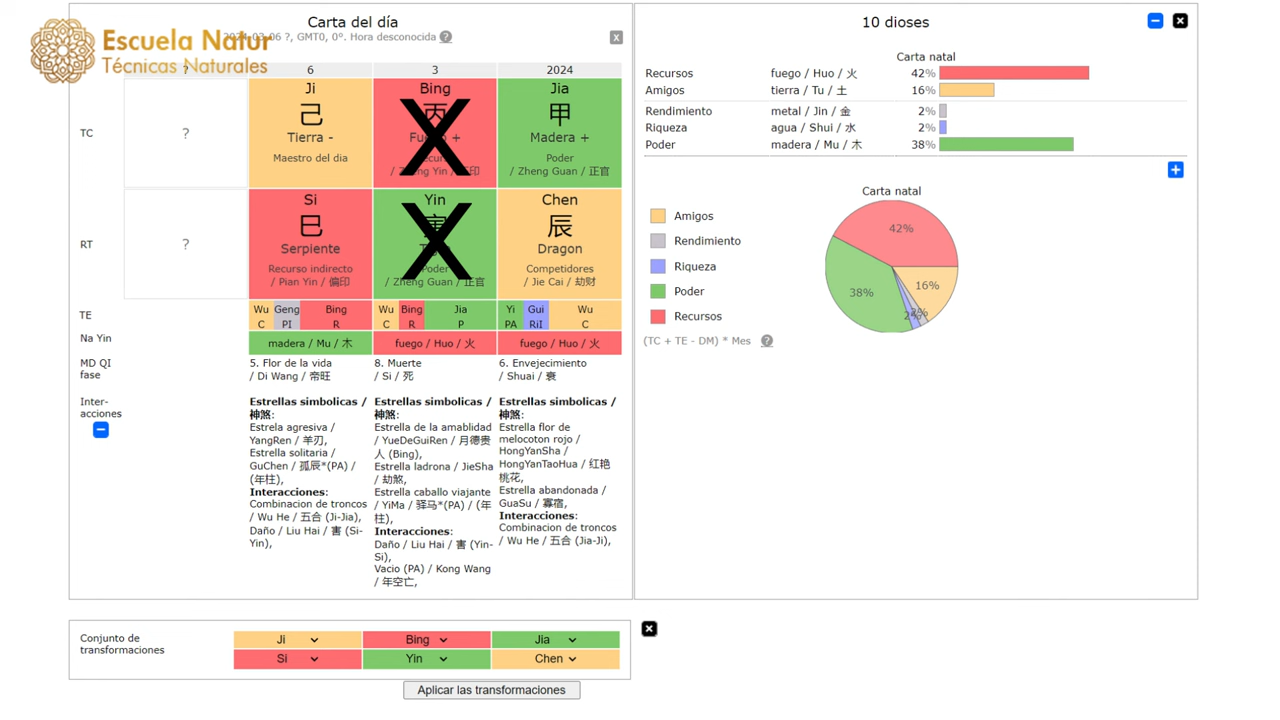 Carta del día
2024-03-06 ?, GMT0, 0°. Hora desconocida ?
X
Escuela Natur
Técnicas Naturales
? 6 3 2024
TC
?
Ji
己
Tierra -
Maestro del dia
Bing
丙
Fuego +
/ Zheng Yin / 正印
Jia
甲
Madera +
Poder
/ Zheng Guan / 正官
RT
?
Si
巳
Serpiente
Recurso indirecto
/ Pian Yin / 偏印
Yin
Poder
/ Zheng Guan / 正官
Chen
辰
Dragon
Competidores
/ Jie Cai / 劫财
TE
Wu Geng Bing Wu Bing Jia Yi Gui Wu
C PI R C R P PA RiI C
Na Yin
madera / Mu / 木 fuego / Huo / 火 fuego / Huo / 火
MD QI
fase
5. Flor de la vida
/ Di Wang / 帝旺
8. Muerte
/ Si / 死
6. Envejecimiento
/ Shuai / 衰
Inter-
acciones
Estrellas simbolicas /
神煞:
Estrela agresiva /
YangRen / 羊刃,
Estrella solitaria /
GuChen / 孤辰*(PA) /
(年柱),
Interacciones:
Combinacion de troncos
/ Wu He / 五合 (Ji-Jia),
Daño / Liu Hai / 害 (Si-
Yin),
Estrellas simbolicas /
神煞:
Estrella de la amablidad
/ YueDeGuiRen / 月德贵
人 (Bing),
Estrella ladrona / JieSha
/ 劫煞,
Estrella caballo viajante
/ YiMa / 驿马*(PA) / (年
柱),
Interacciones:
Daño / Liu Hai / 害 (Yin-
Si),
Vacio (PA) / Kong Wang
/ 年空亡,
Estrellas simbolicas /
神煞:
Estrella flor de
melocoton rojo /
HongYanSha /
HongYanTaoHua / 红艳
桃花,
Estrella abandonada /
GuaSu / 寡宿,
Interacciones:
Combinacion de troncos
/ Wu He / 五合 (Jia-Ji),
10 dioses
Carta natal
Recursos fuego / Huo / 火 42%
Amigos tierra / Tu / 土 16%
Rendimiento metal / Jin / 金 2%
Riqueza agua / Shui / 水 2%
Poder madera / Mu / 木 38%
Carta natal
Amigos
Rendimiento
Riqueza
Poder
Recursos
42%
16%
38%
2%
2%
(TC + TE - DM) * Mes ?
Conjunto de
transformaciones
Ji Bing Jia
Si Yin Chen
Aplicar las transformaciones